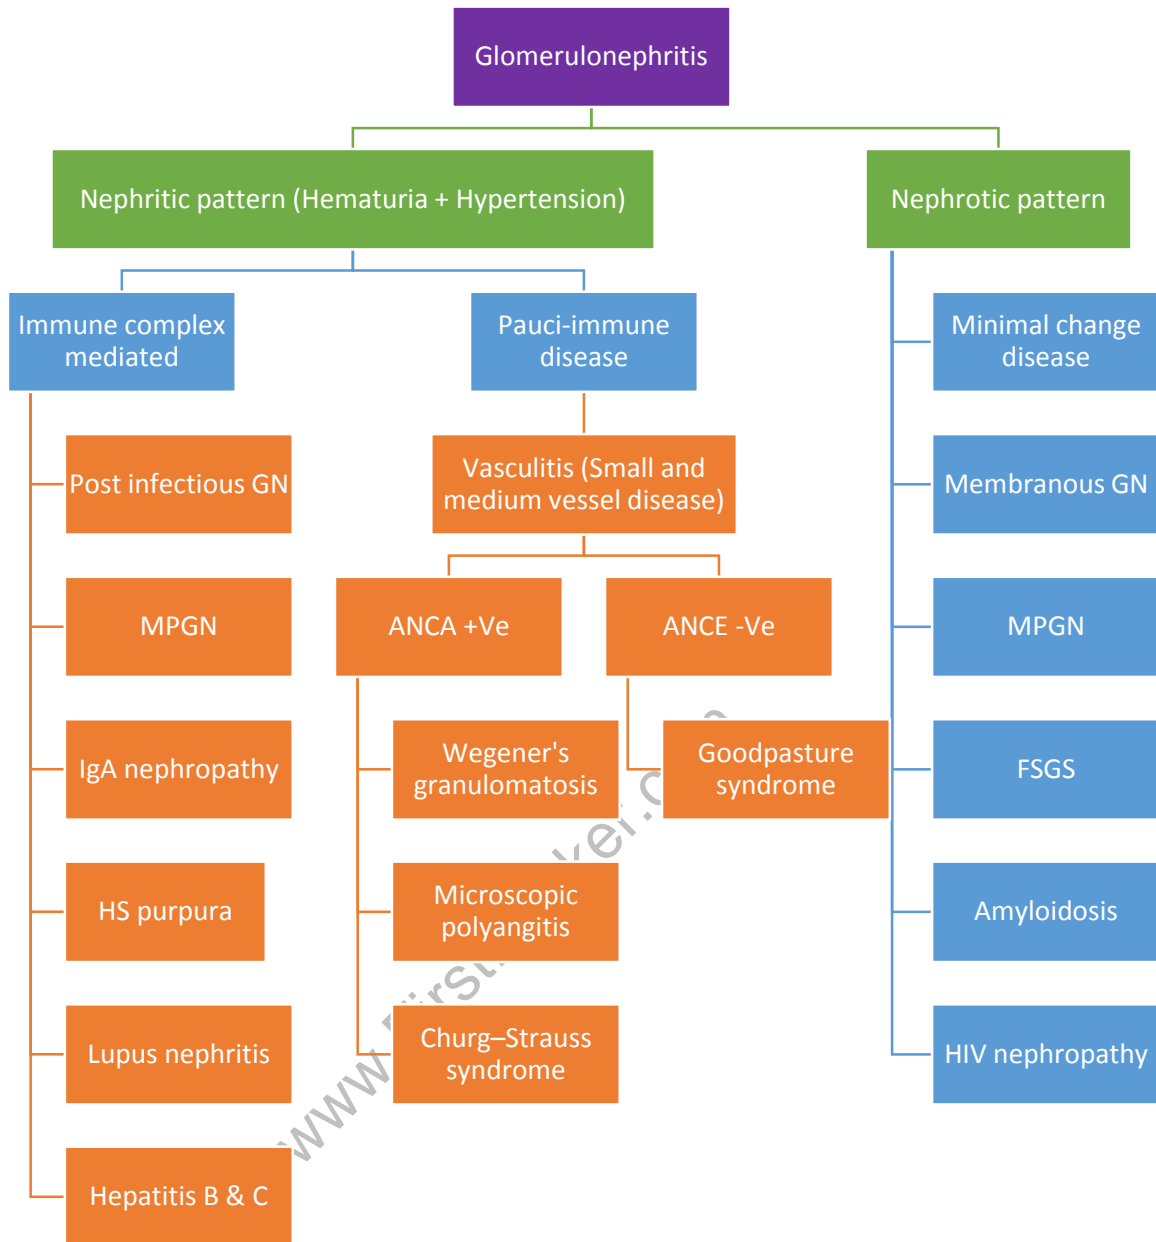 Glomerulonephritis
Nephritic pattern (Hematuria + Hypertension)
Nephrotic pattern
Immune complex
mediated
Pauci-immune
disease
Minimal change
disease
Post infectious GN
Vasculitis (Small and
medium vessel disease)
Membranous GN
MPGN
ANCA +Ve
ANCE -Ve
MPGN
IgA nephropathy
Wegener's
granulomatosis
Goodpasture
syndrome
FSGS
HS purpura
Microscopic
polyangitis
Amyloidosis
Lupus nephritis
Churg–Strauss
syndrome
HIV nephropathy
Hepatitis B & C